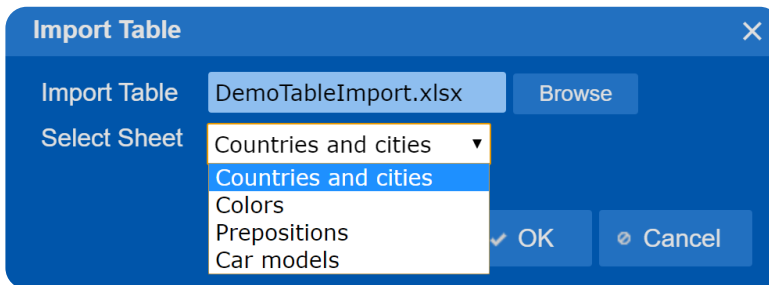 Import Table
Import Table DemoTableImport.xlsx Browse
Select Sheet Countries and cities
Countries and cities
Colors
Prepositions
Car models
OK Cancel